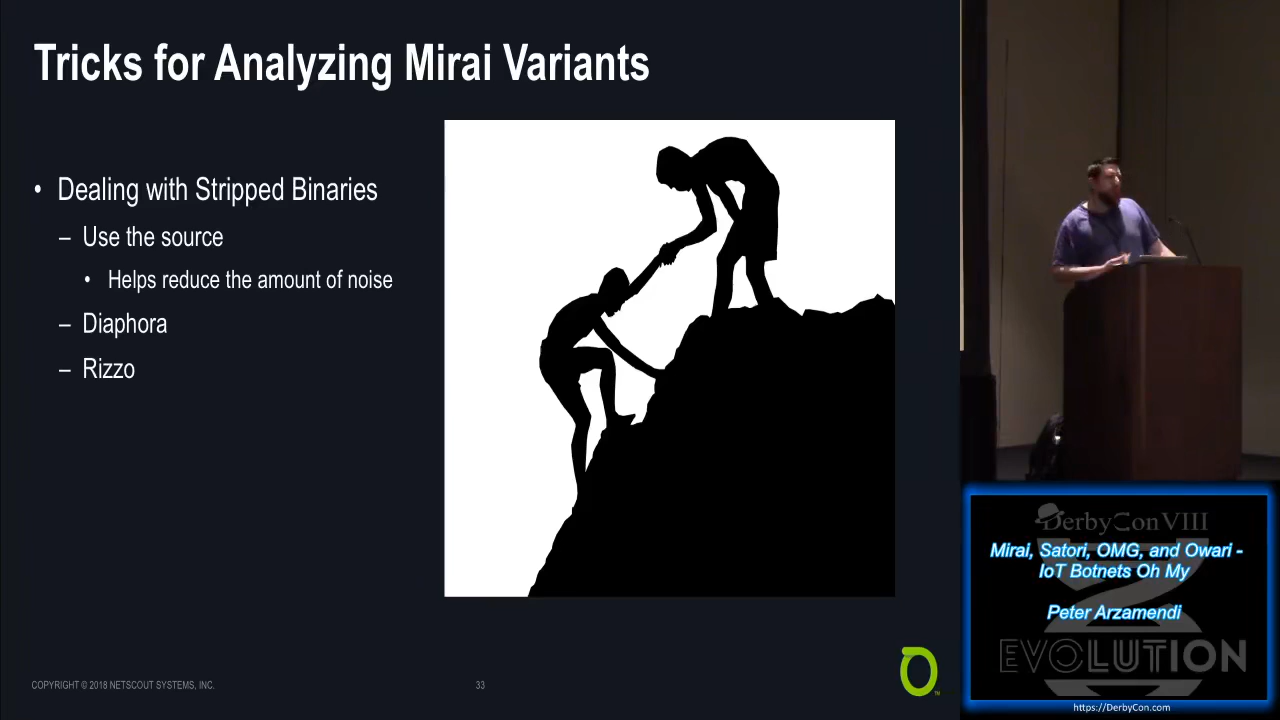 Tricks for Analyzing Mirai Variants
• Dealing with Stripped Binaries
– Use the source
• Helps reduce the amount of noise
– Diaphora
– Rizzo
COPYRIGHT © 2018 NETSCOUT SYSTEMS, INC.
33
TM
DerbyCon VIII
Mirai, Satori, OMG, and Owari -
IoT Botnets Oh My
Peter Arzamendi
EVOLUTION
https://DerbyCon.com